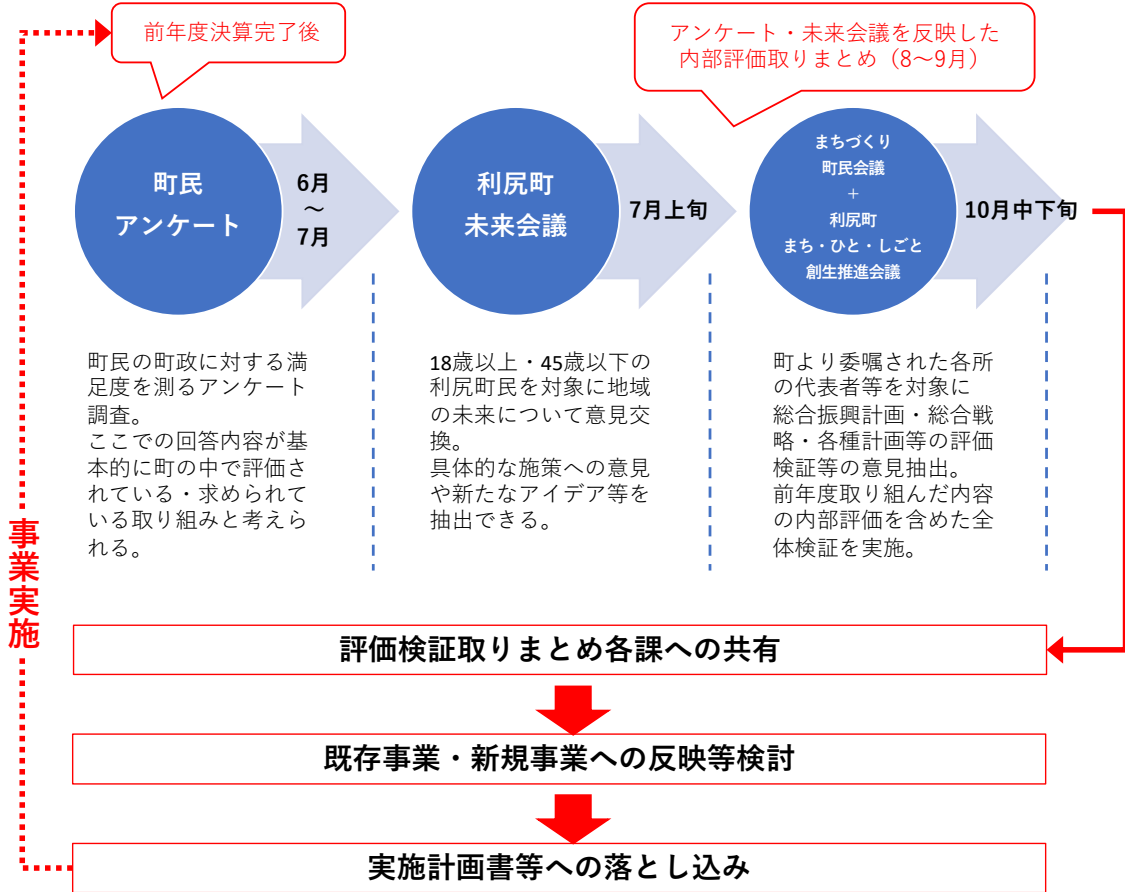 前年度決算完了後
アンケート・未来会議を反映した
内部評価取りまとめ（8〜9月）
町民
アンケート
6月
〜
7月
利尻町
未来会議
7月上旬
まちづくり
町民会議
+
利尻町
まち・ひと・しごと
創生推進会議
10月中下旬
町民の町政に対する満
足度を測るアンケート
調査。
ここでの回答内容が基
本的に町の中で評価さ
れている・求められて
いる取り組みと考えら
れる。
18歳以上・45歳以下の
利尻町民を対象に地域
の未来について意見交
換。
具体的な施策への意見
や新たなアイデア等を
抽出できる。
町より委嘱された各所
の代表者等を対象に
総合振興計画・総合戦
略・各種計画等の評価
検証等の意見抽出。
前年度取り組んだ内容
の内部評価を含めた全
体検証を実施。
事業実施
評価検証取りまとめ各課への共有
既存事業・新規事業への反映等検討
実施計画書等への落とし込み